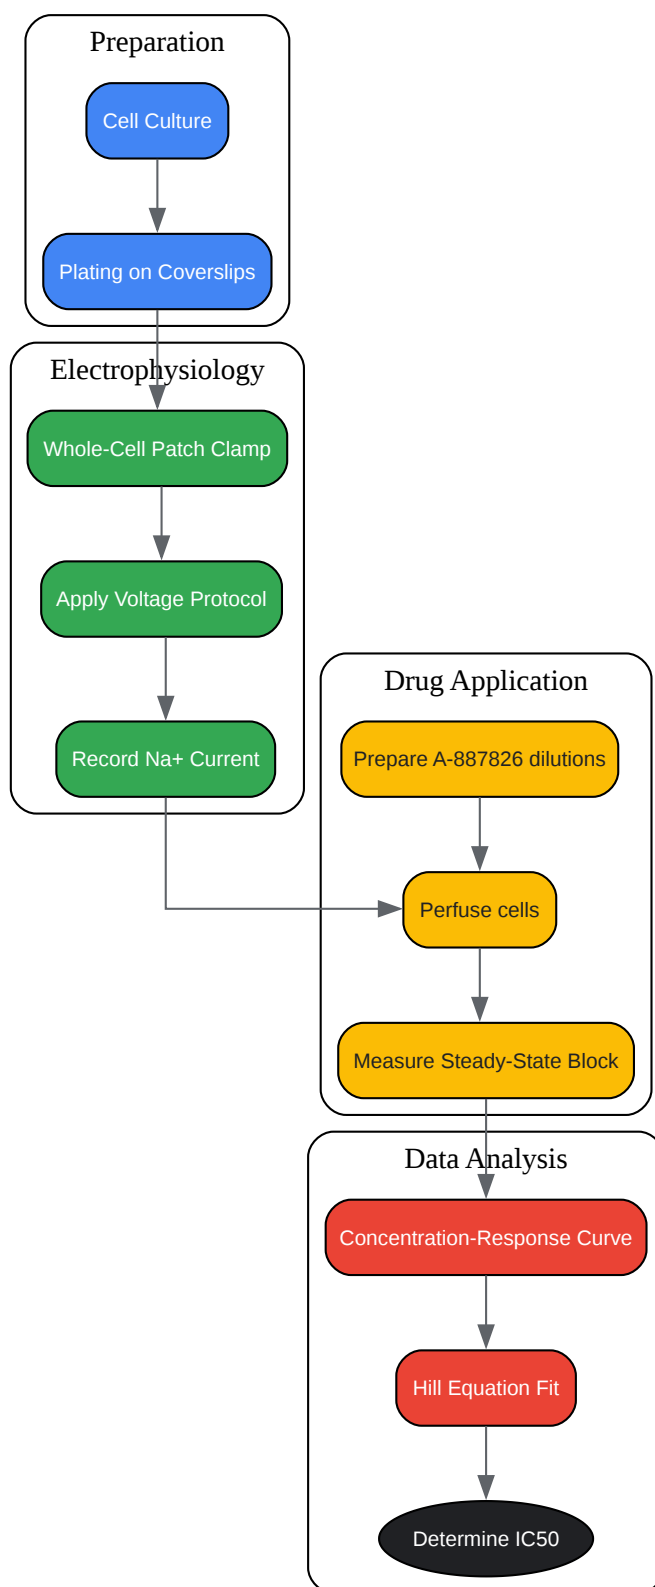 Preparation
Cell Culture
Plating on Coverslips
Electrophysiology
Whole-Cell Patch Clamp
Apply Voltage Protocol
Record Na+ Current
Drug Application
Prepare A-887826 dilutions
Perfuse cells
Measure Steady-State Block
Data Analysis
Concentration-Response Curve
Hill Equation Fit
Determine IC50